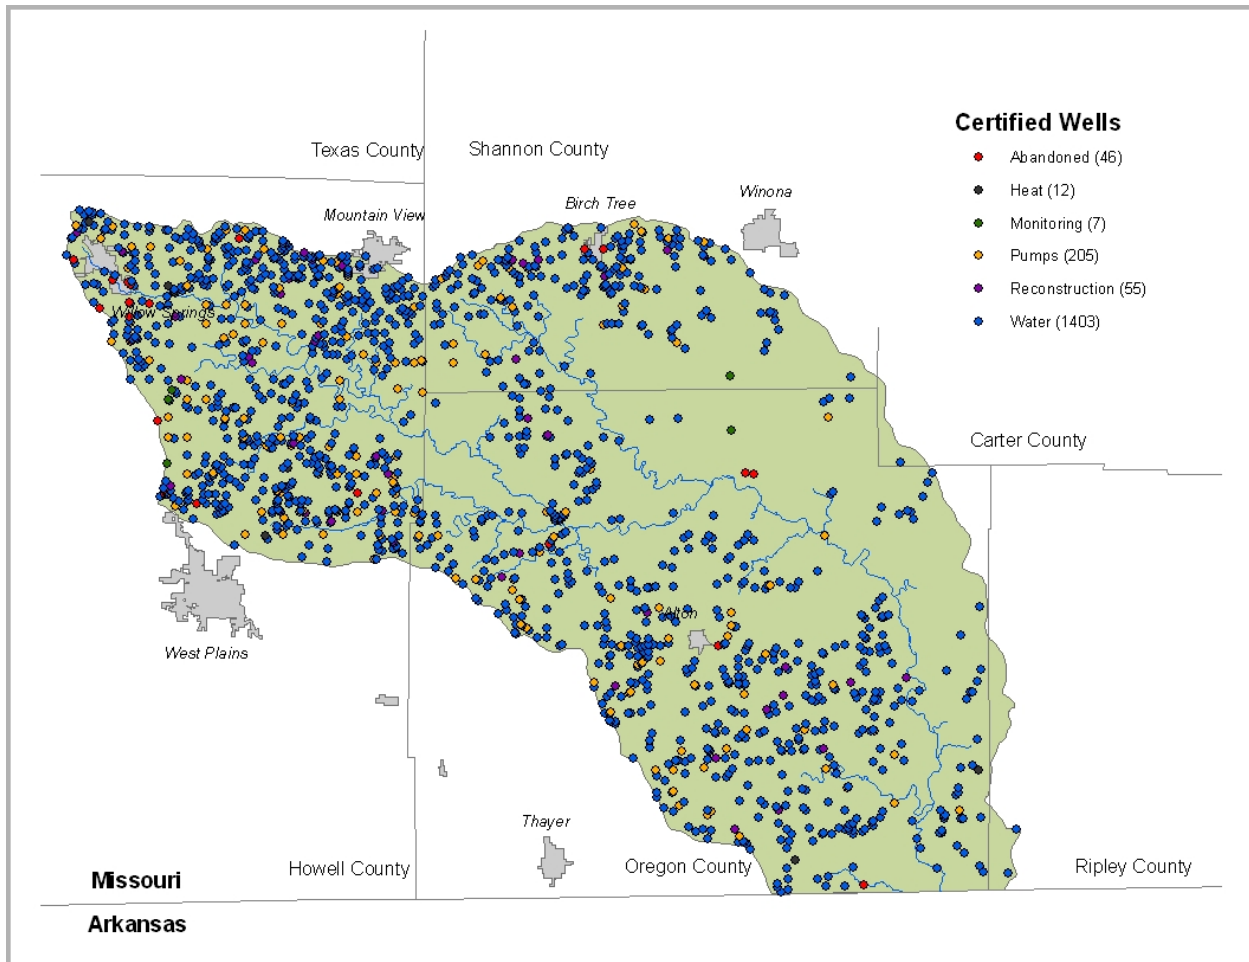 Certified Wells
Abandoned (46)
Heat (12)
Monitoring (7)
Pumps (205)
Reconstruction (55)
Water (1403)
Texas County
Shannon County
Winona
Birch Tree
Mountain View
Willow Springs
Carter County
Alton
West Plains
Thayer
Howell County
Oregon County
Ripley County
Missouri
Arkansas